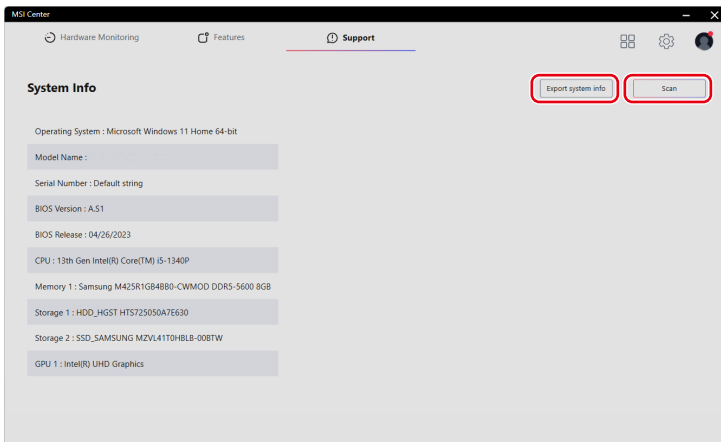 MSI Center
Hardware Monitoring Features Support
System Info
Export system info Scan
Operating System : Microsoft Windows 11 Home 64-bit
Model Name :
Serial Number : Default string
BIOS Version : A.S1
BIOS Release : 04/26/2023
CPU : 13th Gen Intel(R) Core(TM) i5-1340P
Memory 1 : Samsung M425R1GB4BB0-CWMOD DDR5-5600 8GB
Storage 1 : HDD_HGST HTS725050A7E630
Storage 2 : SSD_SAMSUNG MZVL41T0HBLB-00BTW
GPU 1 : Intel(R) UHD Graphics